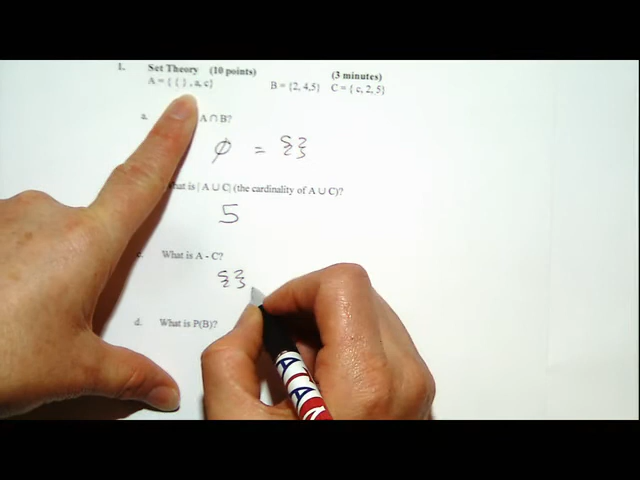 1. Set Theory (10 points) (3 minutes)
A = { { } , a, c} B = {2, 4,5} C = { c, 2, 5}
a. A ∩ B?
∅ = { }
hat is | A ∪ C| (the cardinality of A ∪ C)?
5
c. What is A - C?
{ }
d. What is P(B)?